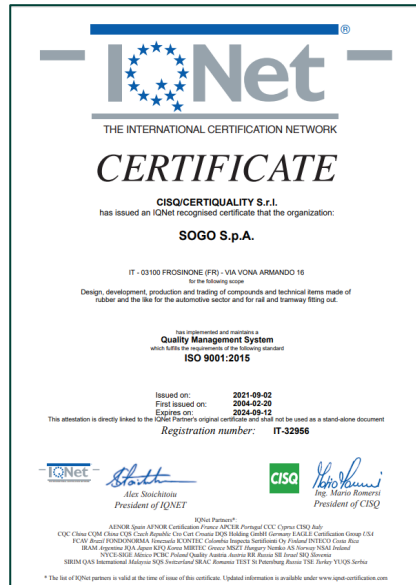 IQNet ®
THE INTERNATIONAL CERTIFICATION NETWORK
CERTIFICATE
CISQ/CERTIQUALITY S.r.l.
has issued an IQNet recognised certificate that the organization:
SOGO S.p.A.
IT - 03100 FROSINONE (FR) - VIA VONA ARMANDO 16
for the following scope
Design, development, production and trading of compounds and technical items made of
rubber and the like for the automotive sector and for rail and tramway fitting out.
has implemented and maintains a
Quality Management System
which fulfills the requirements of the following standard
ISO 9001:2015
Issued on: 2021-09-02
First issued on: 2004-02-20
Expires on: 2024-09-12
This attestation is directly linked to the IQNet Partner's original certificate and shall not be used as a stand-alone document
Registration number: IT-32956
IQNet
CISQ
Alex Stoichitoiu
President of IQNET
Ing. Mario Romersi
President of CISQ
IQNet Partners*:
AENOR Spain AFNOR Certification France APCER Portugal CCC Cyprus CISQ Italy
CQC China CQM China CQS Czech Republic Cro Cert Croatia DQS Holding GmbH Germany EAGLE Certification Group USA
FCAV Brazil FONDONORMA Venezuela ICONTEC Colombia Inspecta Sertifiointi Oy Finland INTECO Costa Rica
IRAM Argentina JQA Japan KFQ Korea MIRTEC Greece MSZT Hungary Nemko AS Norway NSAI Ireland
NYCE-SIGE México PCBC Poland Quality Austria Austria RR Russia SII Israel SIQ Slovenia
SIRIM QAS International Malaysia SQS Switzerland SRAC Romania TEST St Petersburg Russia TSE Turkey YUQS Serbia
* The list of IQNet partners is valid at the time of issue of this certificate. Updated information is available under www.iqnet-certification.com